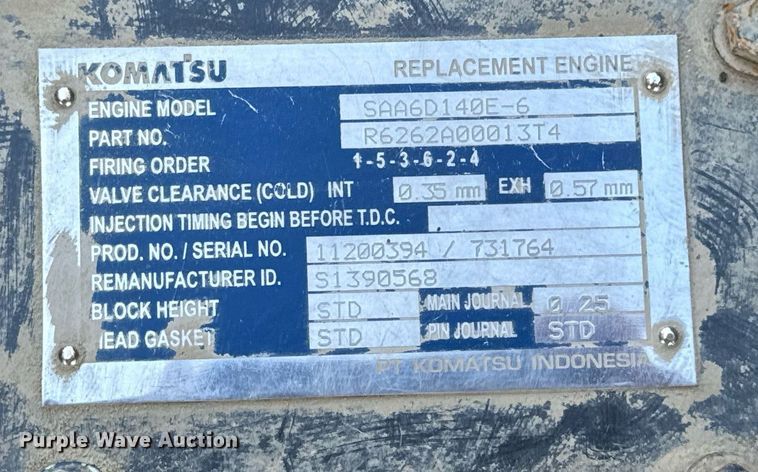 KOMATSU REPLACEMENT ENGINE
ENGINE MODEL SAA6D140E-6
PART NO. R6262A00013T4
FIRING ORDER 1-5-3-6-2-4
VALVE CLEARANCE (COLD) INT 0.35 mm EXH 0.57 mm
INJECTION TIMING BEGIN BEFORE T.D.C.
PROD. NO. / SERIAL NO. 11200394 / 731764
REMANUFACTURER ID. S1390568
BLOCK HEIGHT STD MAIN JOURNAL 0.25
HEAD GASKET STD PIN JOURNAL STD
PT KOMATSU INDONESIA
Purple Wave Auction